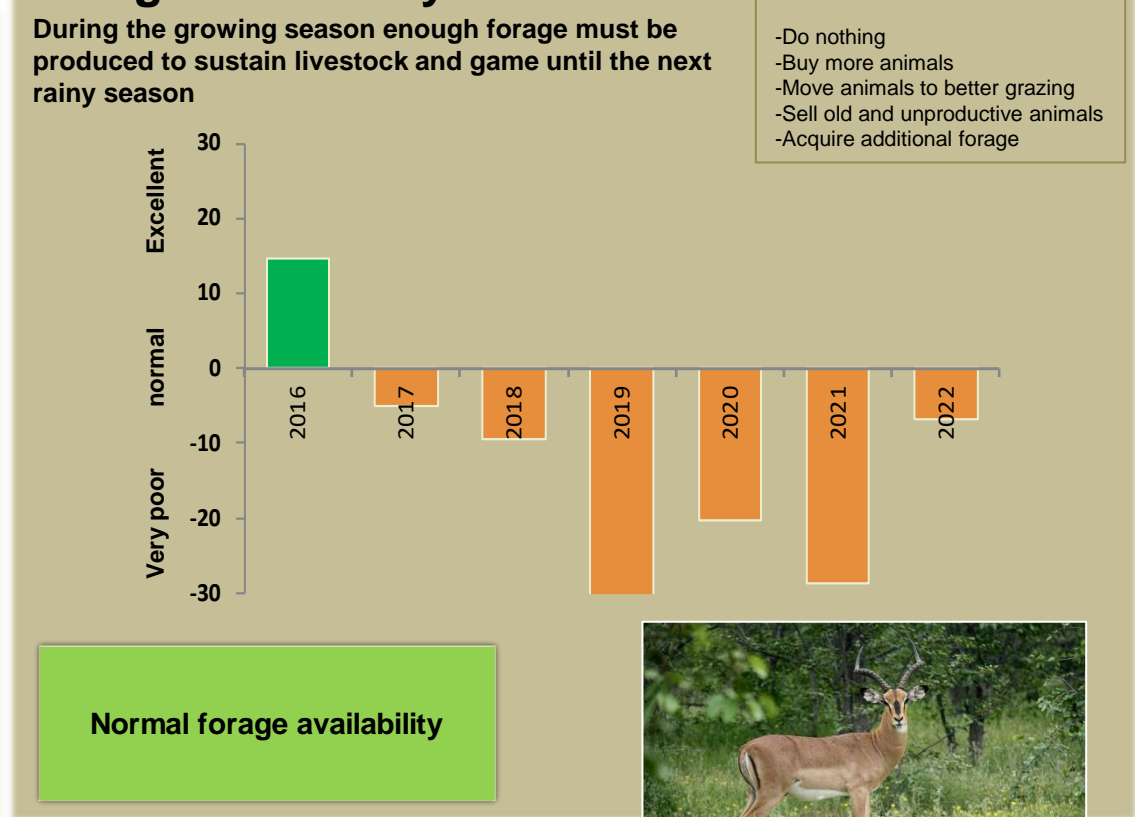 During the growing season enough forage must be
produced to sustain livestock and game until the next
rainy season
-Do nothing
-Buy more animals
-Move animals to better grazing
-Sell old and unproductive animals
-Acquire additional forage
Excellent
normal
Very poor
30
20
10
0
-10
-20
-30
2016
2017
2018
2019
2020
2021
2022
Normal forage availability